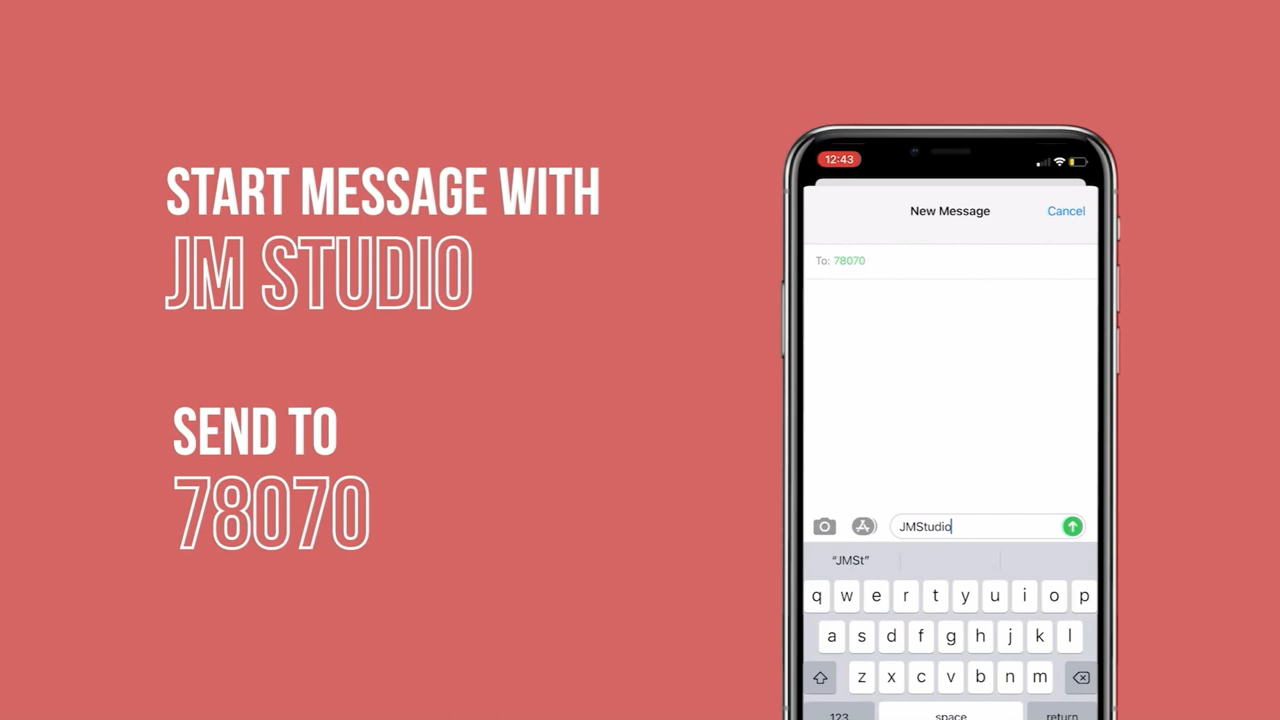 START MESSAGE WITH
JM STUDIO
SEND TO
78070
12:43
New Message
Cancel
To: 78070
JMStudio
“JMSt”
q w e r t y u i o p
a s d f g h j k l
z x c v b n m
123 space return